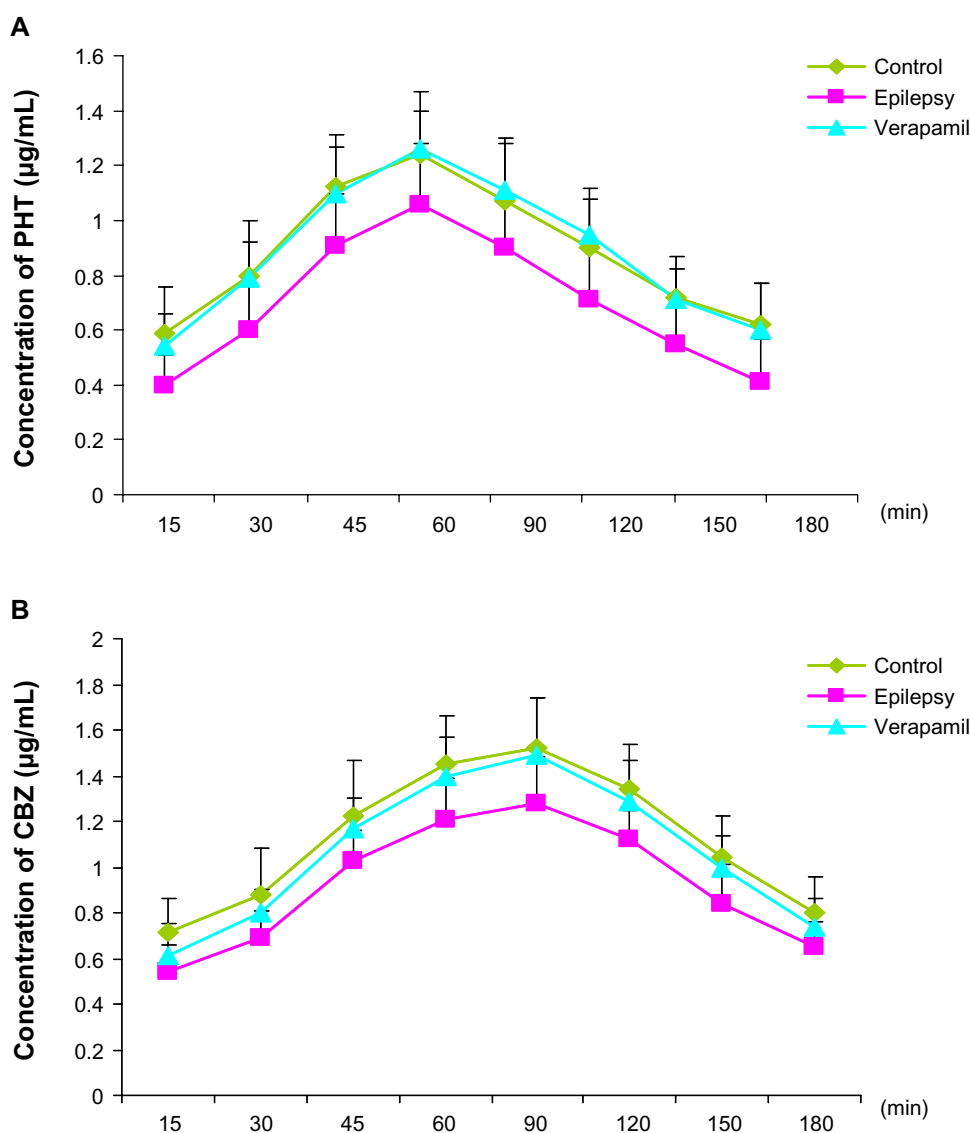 A
Concentration of PHT (µg/mL)
1.6
1.4
1.2
1
0.8
0.6
0.4
0.2
0
15 30 45 60 90 120 150 180 (min)
Control
Epilepsy
Verapamil
B
Concentration of CBZ (µg/mL)
2
1.8
1.6
1.4
1.2
1
0.8
0.6
0.4
0.2
0
15 30 45 60 90 120 150 180 (min)
Control
Epilepsy
Verapamil